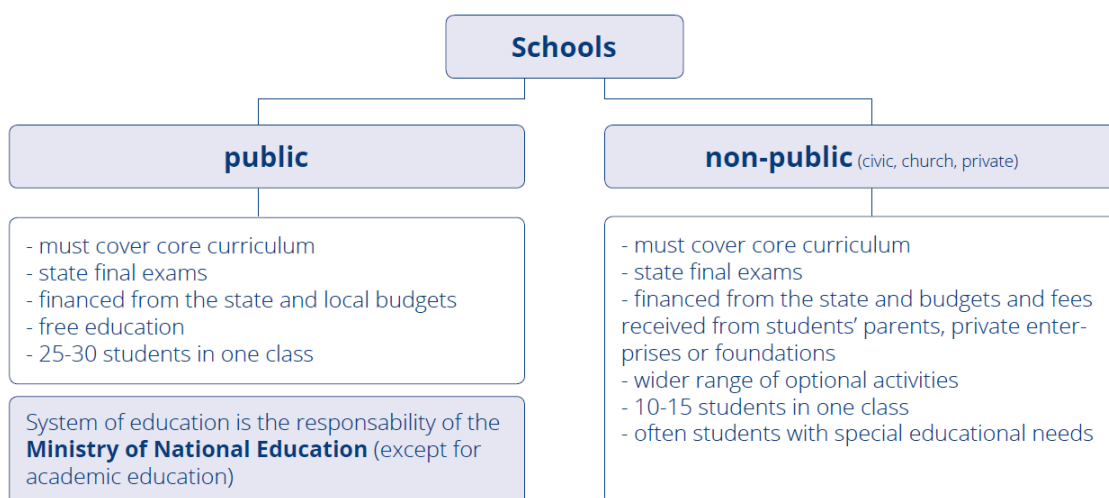 Schools
public
- must cover core curriculum
- state final exams
- financed from the state and local budgets
- free education
- 25-30 students in one class
System of education is the responsability of the
Ministry of National Education (except for
academic education)
non-public (civic, church, private)
- must cover core curriculum
- state final exams
- financed from the state and budgets and fees
received from students’ parents, private enter-
prises or foundations
- wider range of optional activities
- 10-15 students in one class
- often students with special educational needs